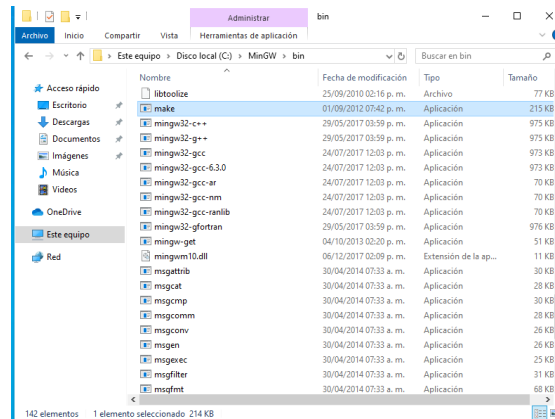 Administrar bin
Archivo Inicio Compartir Vista Herramientas de aplicación
Este equipo > Disco local (C:) > MinGW > bin Buscar en bin
Nombre Fecha de modificación Tipo Tamaño
Acceso rápido
Escritorio
Descargas
Documentos
Imágenes
Música
Videos
OneDrive
Este equipo
Red
libtoolize 25/09/2010 02:16 p. m. Archivo 77 KB
make 01/09/2012 07:42 p. m. Aplicación 215 KB
mingw32-c++ 29/05/2017 03:59 p. m. Aplicación 975 KB
mingw32-g++ 29/05/2017 03:59 p. m. Aplicación 975 KB
mingw32-gcc 24/07/2017 12:03 p. m. Aplicación 973 KB
mingw32-gcc-6.3.0 24/07/2017 12:03 p. m. Aplicación 973 KB
mingw32-gcc-ar 24/07/2017 12:03 p. m. Aplicación 70 KB
mingw32-gcc-nm 24/07/2017 12:03 p. m. Aplicación 70 KB
mingw32-gcc-ranlib 24/07/2017 12:03 p. m. Aplicación 70 KB
mingw32-gfortran 29/05/2017 03:59 p. m. Aplicación 976 KB
mingw-get 04/10/2013 02:20 p. m. Aplicación 51 KB
mingwm10.dll 06/12/2017 02:09 p. m. Extensión de la ap... 11 KB
msgattrib 30/04/2014 07:33 a. m. Aplicación 28 KB
msgcat 30/04/2014 07:33 a. m. Aplicación 28 KB
msgcmp 30/04/2014 07:33 a. m. Aplicación 30 KB
msgcomm 30/04/2014 07:33 a. m. Aplicación 28 KB
msgconv 30/04/2014 07:33 a. m. Aplicación 26 KB
msgen 30/04/2014 07:33 a. m. Aplicación 26 KB
msgexec 30/04/2014 07:33 a. m. Aplicación 25 KB
msgfilter 30/04/2014 07:33 a. m. Aplicación 31 KB
msgfmt 30/04/2014 07:33 a. m. Aplicación 68 KB
142 elementos 1 elemento seleccionado 214 KB